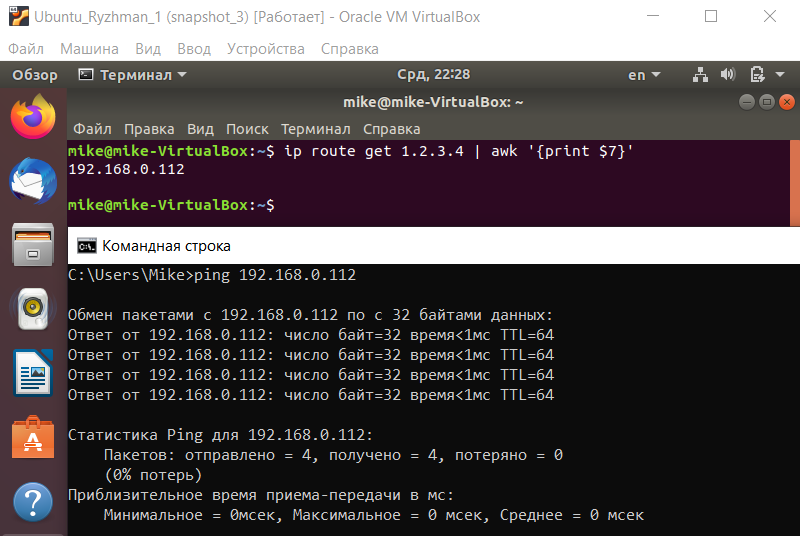 Ubuntu_Ryzhman_1 (snapshot_3) [Работает] - Oracle VM VirtualBox
Файл Машина Вид Ввод Устройства Справка
Обзор Терминал Срд, 22:28 en
mike@mike-VirtualBox: ~
Файл Правка Вид Поиск Терминал Справка
mike@mike-VirtualBox:~$ ip route get 1.2.3.4 | awk '{print $7}'
192.168.0.112
mike@mike-VirtualBox:~$
C:\. Командная строка
C:\Users\Mike>ping 192.168.0.112
Обмен пакетами с 192.168.0.112 по с 32 байтами данных:
Ответ от 192.168.0.112: число байт=32 время<1мс TTL=64
Ответ от 192.168.0.112: число байт=32 время<1мс TTL=64
Ответ от 192.168.0.112: число байт=32 время<1мс TTL=64
Ответ от 192.168.0.112: число байт=32 время<1мс TTL=64
Статистика Ping для 192.168.0.112:
Пакетов: отправлено = 4, получено = 4, потеряно = 0
(0% потерь)
Приблизительное время приема-передачи в мс:
Минимальное = 0мсек, Максимальное = 0 мсек, Среднее = 0 мсек